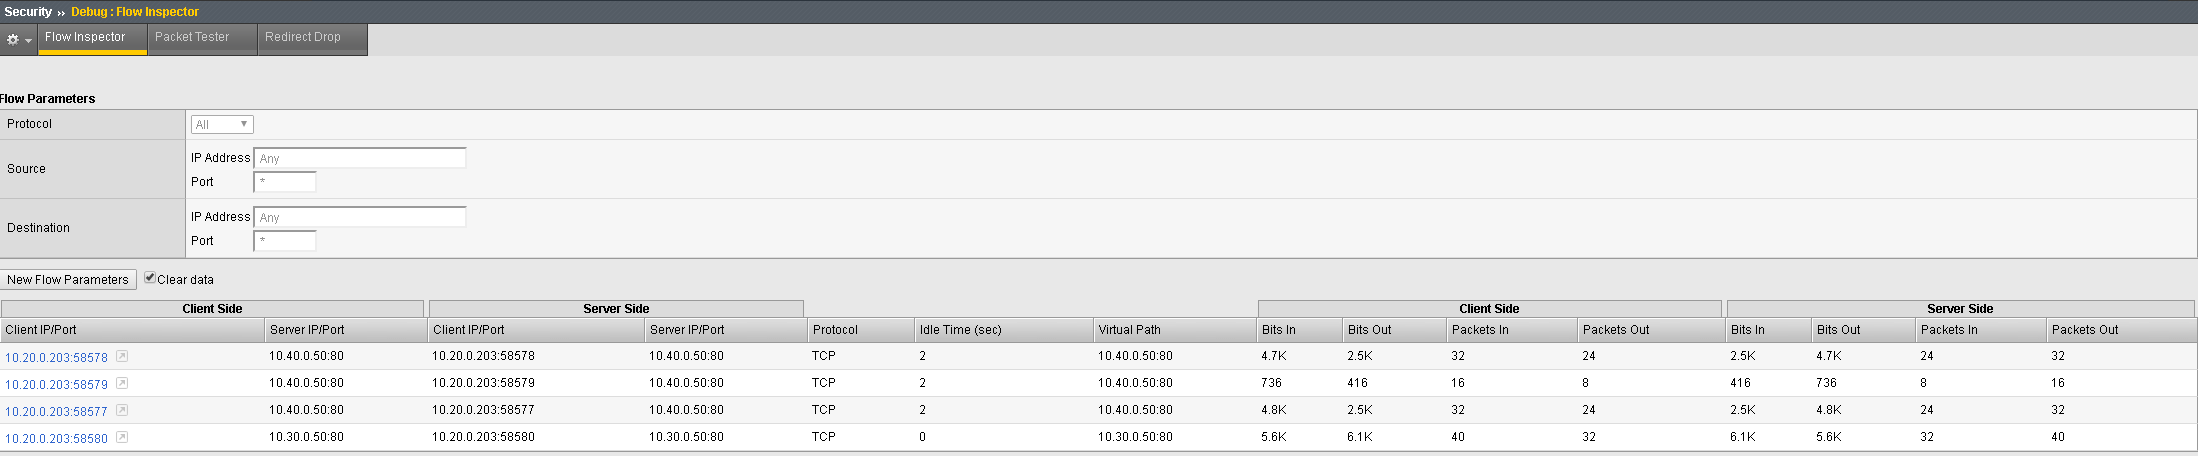 Security ›› Debug : Flow Inspector
Flow Inspector Packet Tester Redirect Drop
Flow Parameters
Protocol All
Source IP Address Any
Port *
Destination IP Address Any
Port *
New Flow Parameters Clear data
Client Side Server Side Client Side Server Side
Client IP/Port Server IP/Port Client IP/Port Server IP/Port Protocol Idle Time (sec) Virtual Path Bits In Bits Out Packets In Packets Out Bits In Bits Out Packets In Packets Out
10.20.0.203:58578 10.40.0.50:80 10.20.0.203:58578 10.40.0.50:80 TCP 2 10.40.0.50:80 4.7K 2.5K 32 24 2.5K 4.7K 24 32
10.20.0.203:58579 10.40.0.50:80 10.20.0.203:58579 10.40.0.50:80 TCP 2 10.40.0.50:80 736 416 16 8 416 736 8 16
10.20.0.203:58577 10.40.0.50:80 10.20.0.203:58577 10.40.0.50:80 TCP 2 10.40.0.50:80 4.8K 2.5K 32 24 2.5K 4.8K 24 32
10.20.0.203:58580 10.30.0.50:80 10.20.0.203:58580 10.30.0.50:80 TCP 0 10.30.0.50:80 5.6K 6.1K 40 32 6.1K 5.6K 32 40